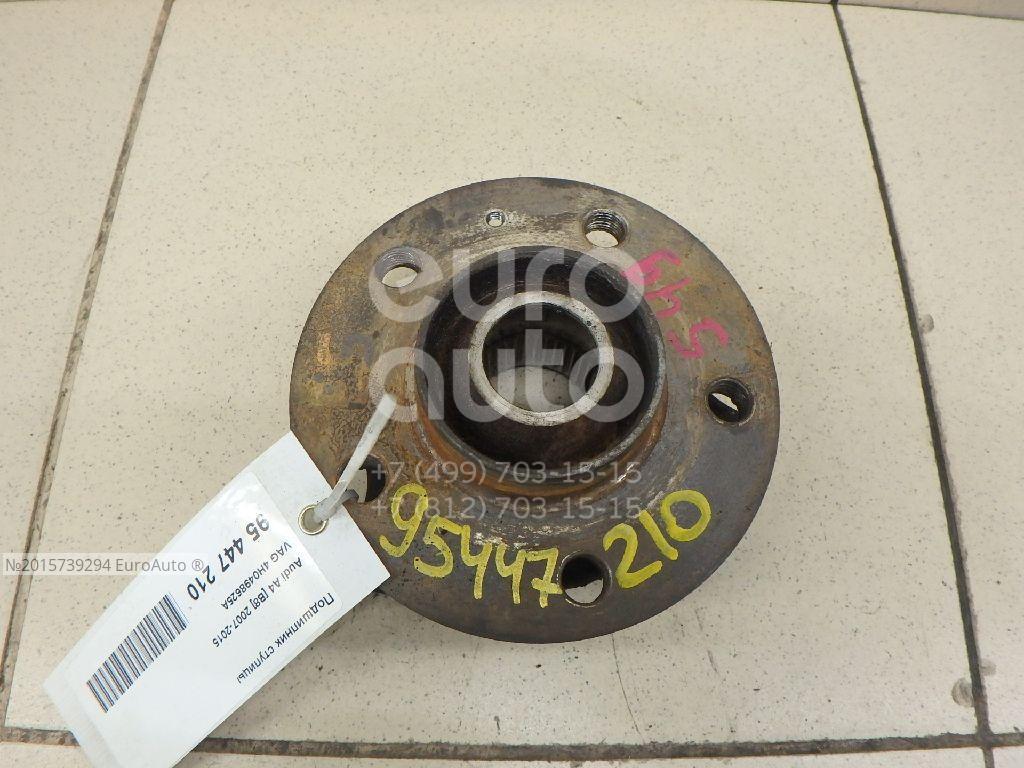 euro
auto
+7 (499) 703-15-15
+7 (812) 703-15-15
№2015739294 EuroAuto ®
95447 210
544
Подшипник ступицы
Audi A4 [B8] 2007-2015
VAG 4H0498625A
95 447 210